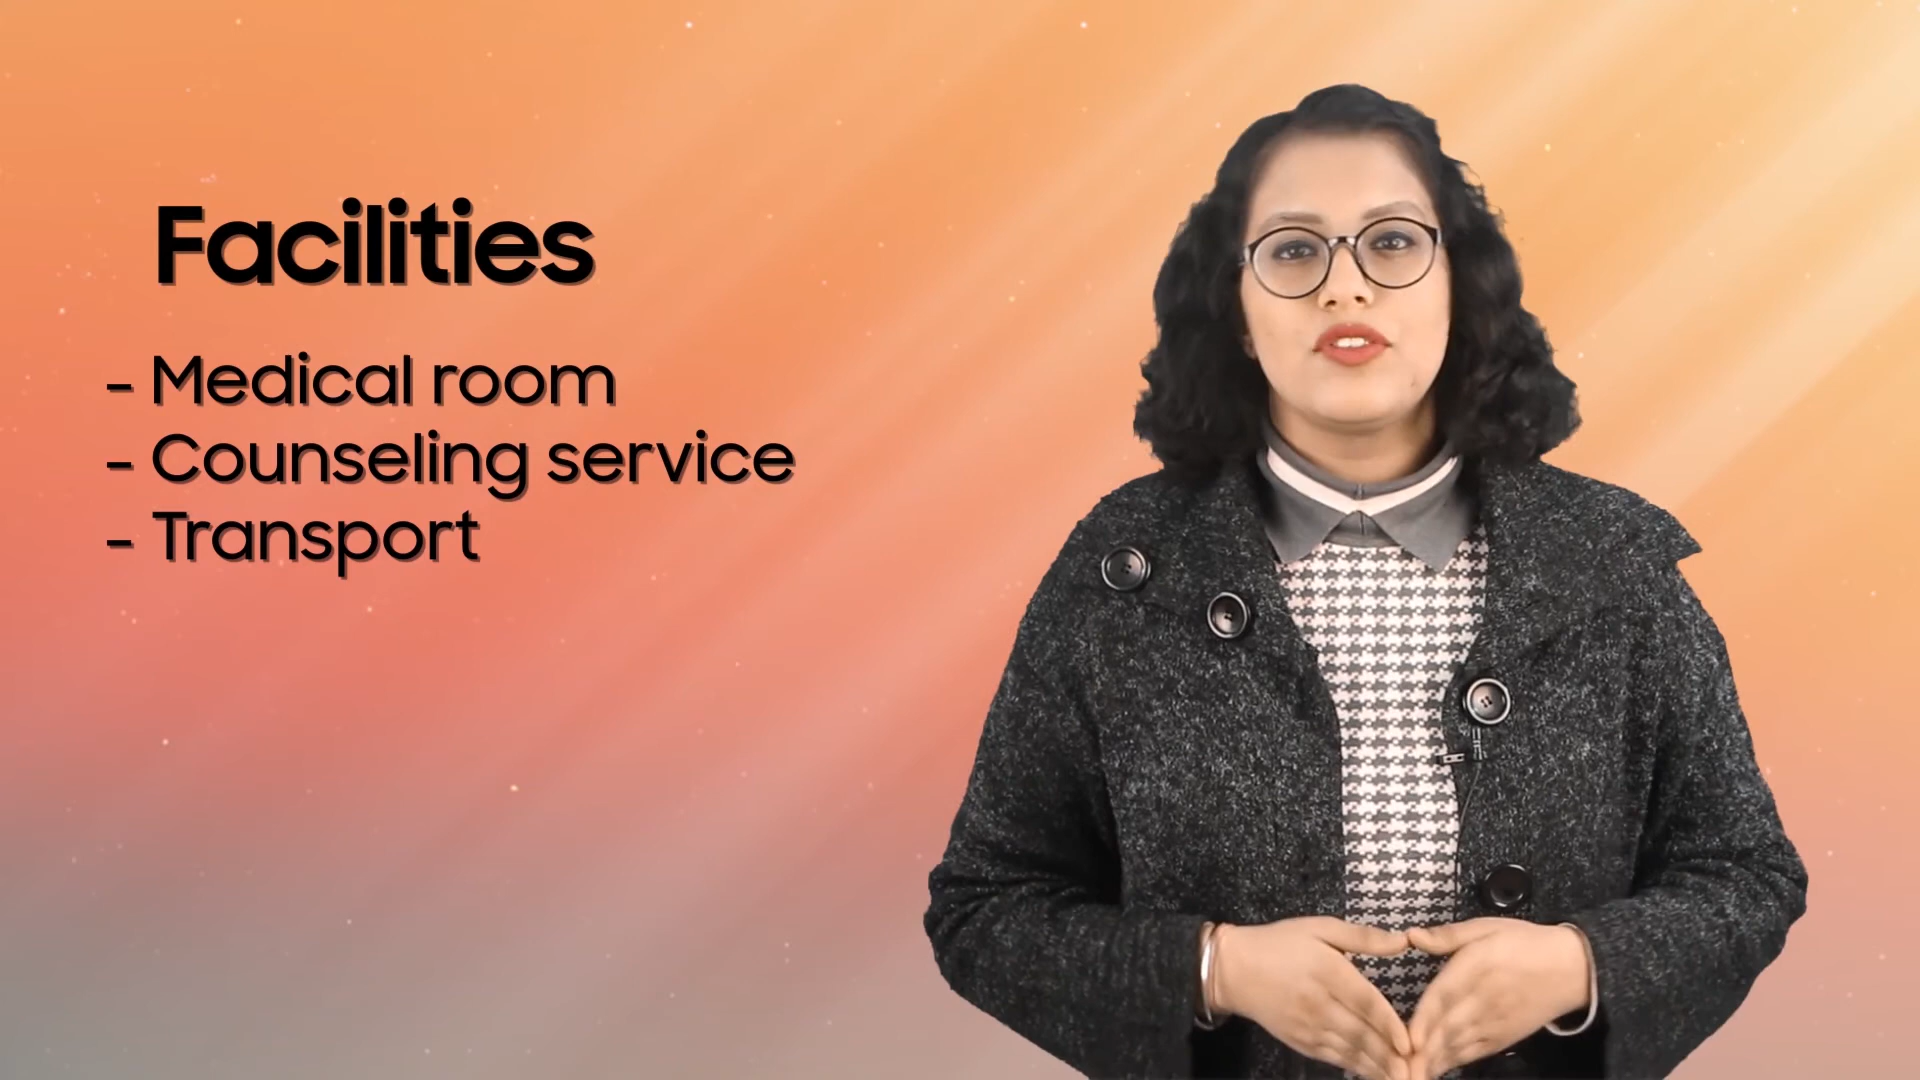 Facilities
- Medical room
- Counseling service
- Transport